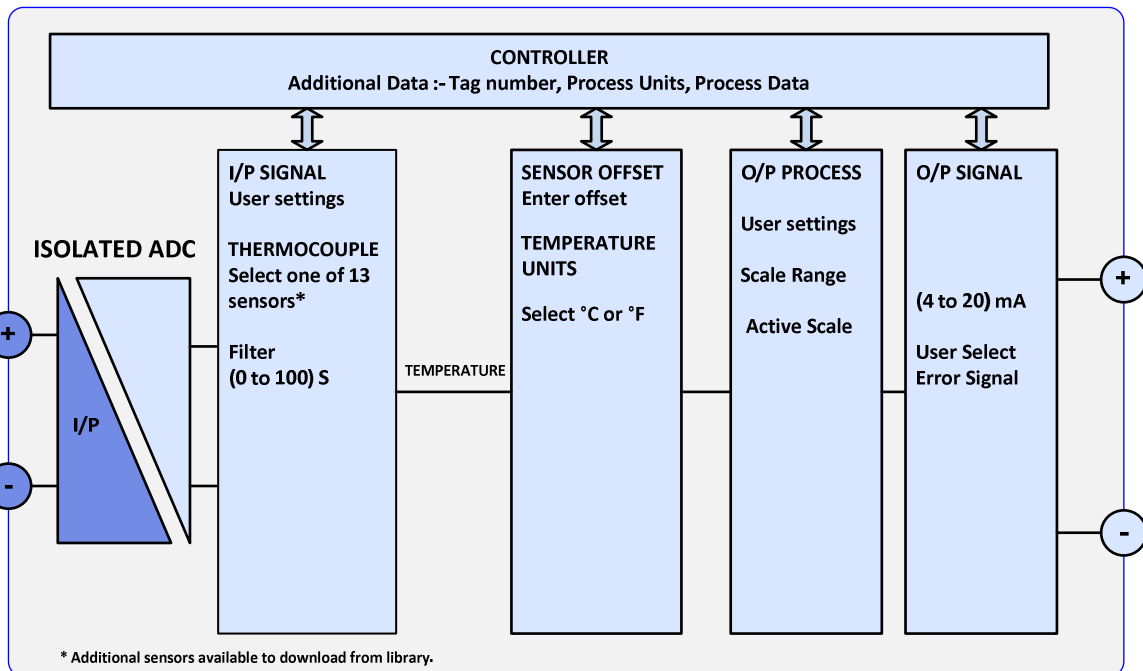 CONTROLLER
Additional Data :- Tag number, Process Units, Process Data
ISOLATED ADC
+
I/P
-
I/P SIGNAL
User settings
THERMOCOUPLE
Select one of 13
sensors*
Filter
(0 to 100) S
TEMPERATURE
SENSOR OFFSET
Enter offset
TEMPERATURE
UNITS
Select °C or °F
O/P PROCESS
User settings
Scale Range
Active Scale
O/P SIGNAL
(4 to 20) mA
User Select
Error Signal
+
-
* Additional sensors available to download from library.